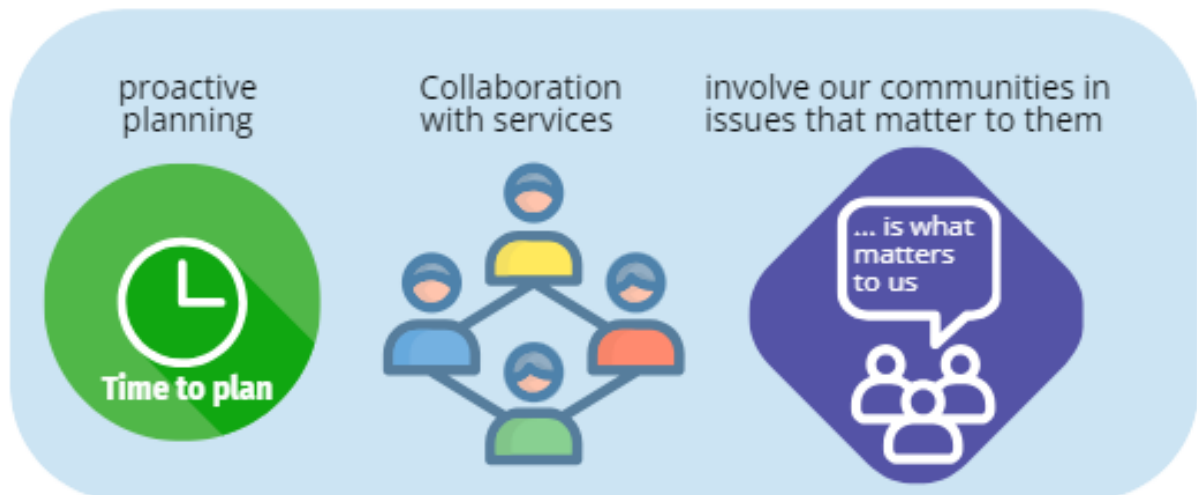 proactive
planning
Time to plan
Collaboration
with services
involve our communities in
issues that matter to them
... is what
matters
to us